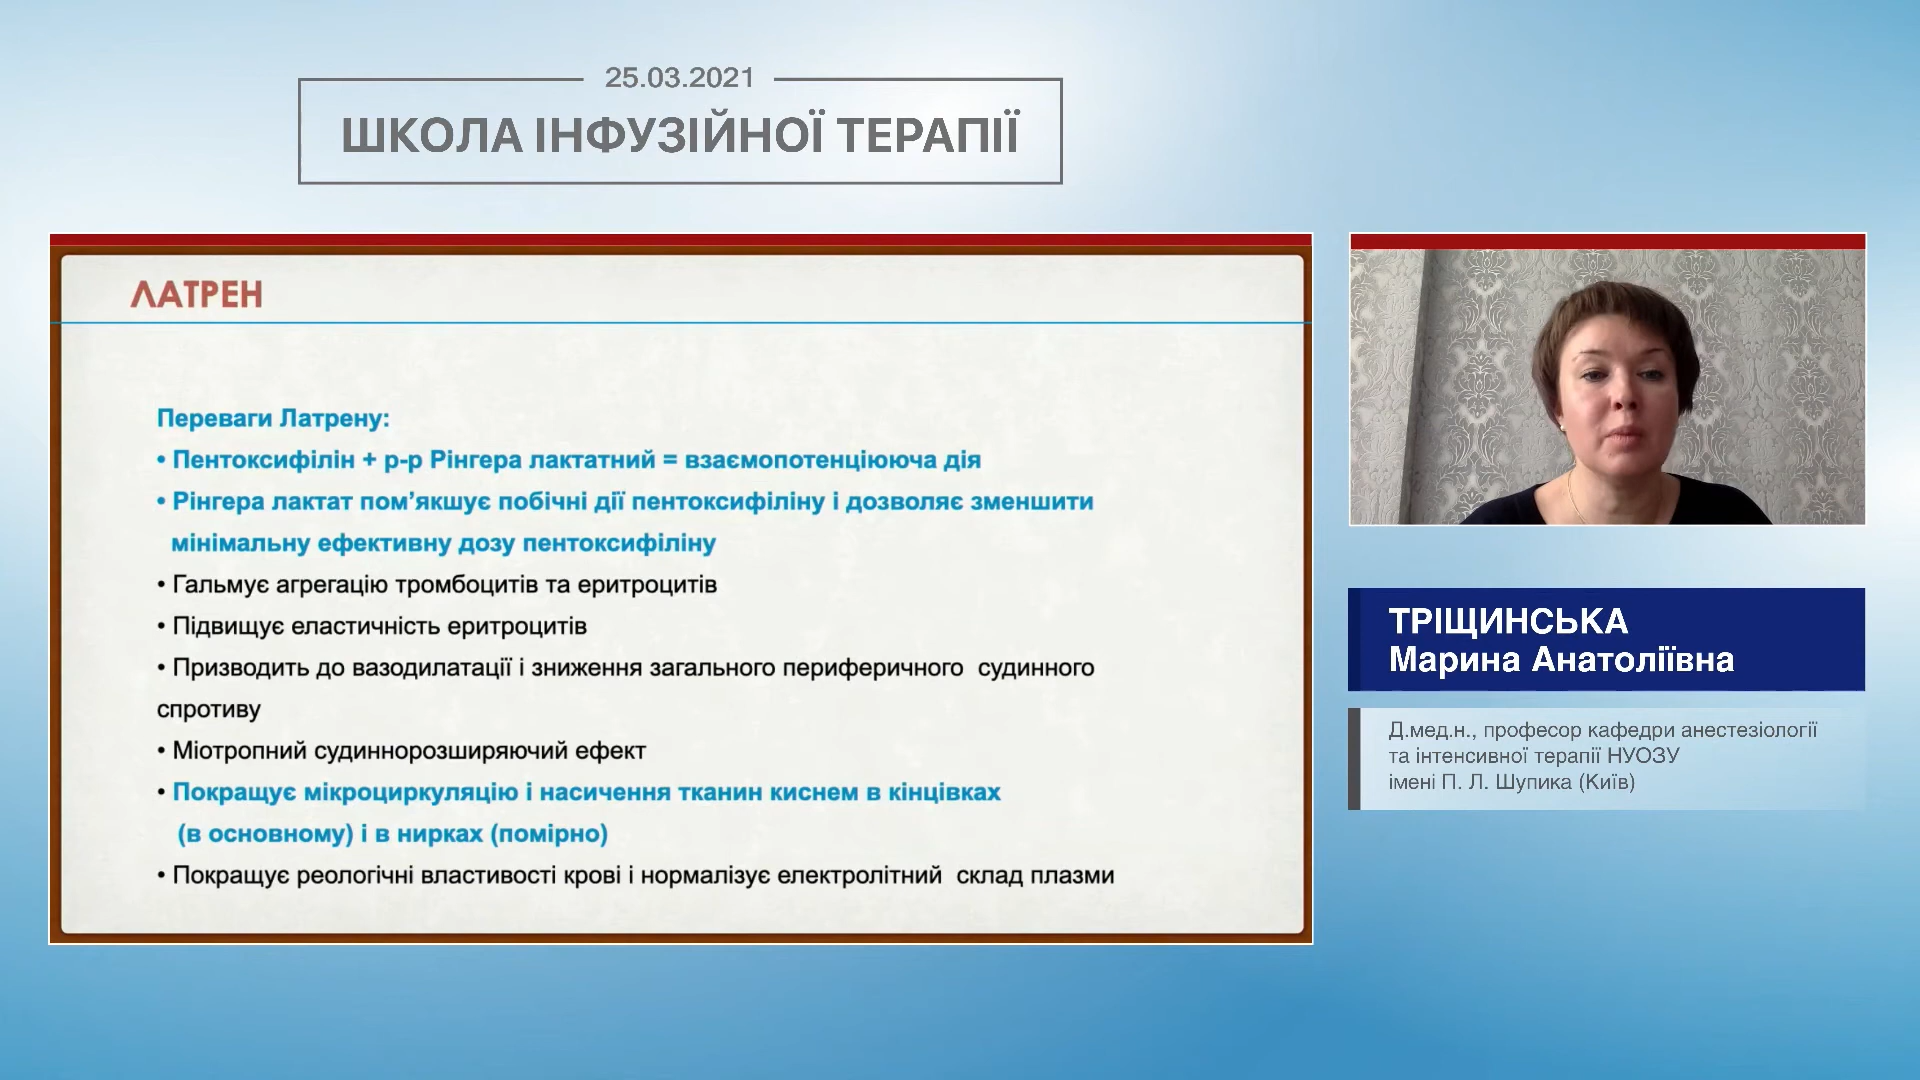 25.03.2021
ШКОЛА ІНФУЗІЙНОЇ ТЕРАПІЇ
ЛАТРЕН
Переваги Латрену:
• Пентоксифілін + р-р Рінгера лактатний = взаємопотенціююча дія
• Рінгера лактат пом’якшує побічні дії пентоксифіліну і дозволяє зменшити
мінімальну ефективну дозу пентоксифіліну
• Гальмує агрегацію тромбоцитів та еритроцитів
• Підвищує еластичність еритроцитів
• Призводить до вазодилатації і зниження загального периферичного судинного
спротиву
• Міотропний судиннорозширяючий ефект
• Покращує мікроциркуляцію і насичення тканин киснем в кінцівках
(в основному) і в нирках (помірно)
• Покращує реологічні властивості крові і нормалізує електролітний склад плазми
ТРІЩИНСЬКА
Марина Анатоліївна
Д.мед.н., професор кафедри анестезіології
та інтенсивної терапії НУОЗУ
імені П. Л. Шупика (Київ)